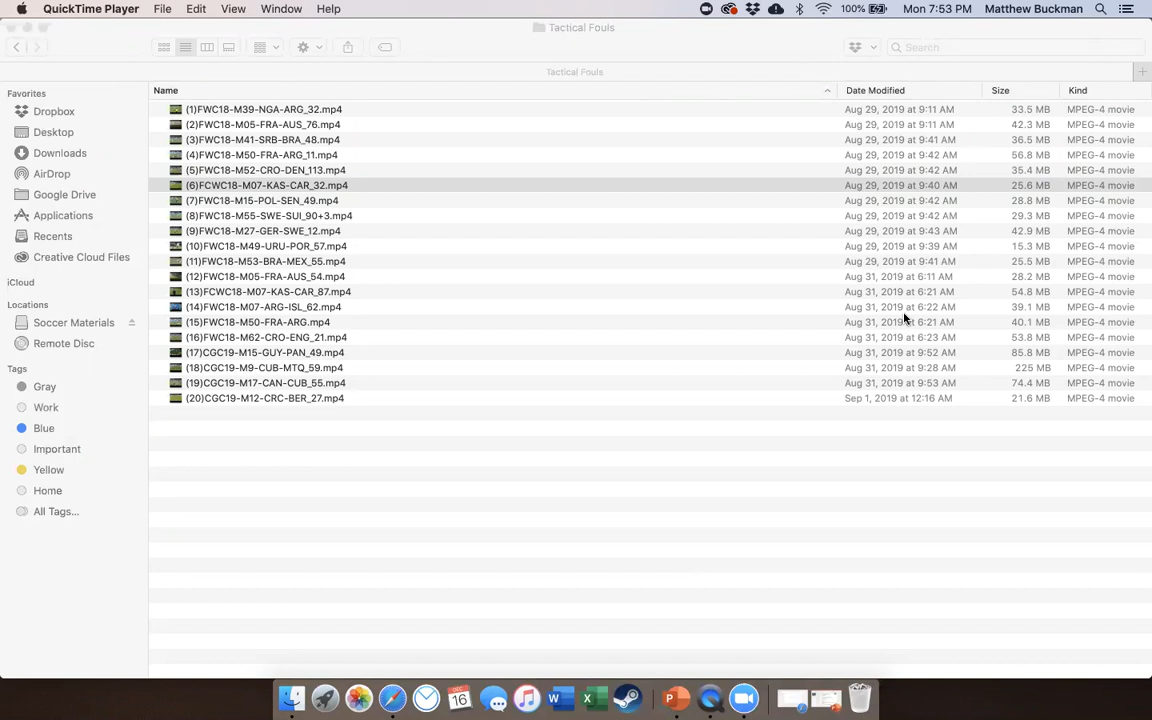 QuickTime Player File Edit View Window Help 100% Mon 7:53 PM Matthew Buckman
Tactical Fouls
Search
Tactical Fouls
Favorites
Dropbox
Desktop
Downloads
AirDrop
Google Drive
Applications
Recents
Creative Cloud Files
iCloud
Locations
Soccer Materials
Remote Disc
Tags
Gray
Work
Blue
Important
Yellow
Home
All Tags...
Name Date Modified Size Kind
(1)FWC18-M39-NGA-ARG_32.mp4 Aug 29, 2019 at 9:11 AM 33.5 MB MPEG-4 movie
(2)FWC18-M05-FRA-AUS_76.mp4 Aug 29, 2019 at 9:11 AM 42.3 MB MPEG-4 movie
(3)FWC18-M41-SRB-BRA_48.mp4 Aug 29, 2019 at 9:41 AM 36.5 MB MPEG-4 movie
(4)FWC18-M50-FRA-ARG_11.mp4 Aug 29, 2019 at 9:42 AM 56.8 MB MPEG-4 movie
(5)FWC18-M52-CRO-DEN_113.mp4 Aug 29, 2019 at 9:42 AM 35.4 MB MPEG-4 movie
(6)FCWC18-M07-KAS-CAR_32.mp4 Aug 29, 2019 at 9:40 AM 25.6 MB MPEG-4 movie
(7)FWC18-M15-POL-SEN_49.mp4 Aug 29, 2019 at 9:42 AM 28.8 MB MPEG-4 movie
(8)FWC18-M55-SWE-SUI_90+3.mp4 Aug 29, 2019 at 9:42 AM 29.3 MB MPEG-4 movie
(9)FWC18-M27-GER-SWE_12.mp4 Aug 29, 2019 at 9:43 AM 42.9 MB MPEG-4 movie
(10)FWC18-M49-URU-POR_57.mp4 Aug 29, 2019 at 9:39 AM 15.3 MB MPEG-4 movie
(11)FWC18-M53-BRA-MEX_55.mp4 Aug 29, 2019 at 9:41 AM 25.5 MB MPEG-4 movie
(12)FWC18-M05-FRA-AUS_54.mp4 Aug 31, 2019 at 6:11 AM 28.2 MB MPEG-4 movie
(13)FCWC18-M07-KAS-CAR_87.mp4 Aug 31, 2019 at 6:21 AM 54.8 MB MPEG-4 movie
(14)FWC18-M07-ARG-ISL_62.mp4 Aug 31, 2019 at 6:22 AM 39.1 MB MPEG-4 movie
(15)FWC18-M50-FRA-ARG.mp4 Aug 31, 2019 at 6:21 AM 40.1 MB MPEG-4 movie
(16)FWC18-M62-CRO-ENG_21.mp4 Aug 31, 2019 at 6:23 AM 53.8 MB MPEG-4 movie
(17)CGC19-M15-GUY-PAN_49.mp4 Aug 31, 2019 at 9:52 AM 85.8 MB MPEG-4 movie
(18)CGC19-M9-CUB-MTQ_59.mp4 Aug 31, 2019 at 9:28 AM 225 MB MPEG-4 movie
(19)CGC19-M17-CAN-CUB_55.mp4 Aug 31, 2019 at 9:53 AM 74.4 MB MPEG-4 movie
(20)CGC19-M12-CRC-BER_27.mp4 Sep 1, 2019 at 12:16 AM 21.6 MB MPEG-4 movie
DEC
16